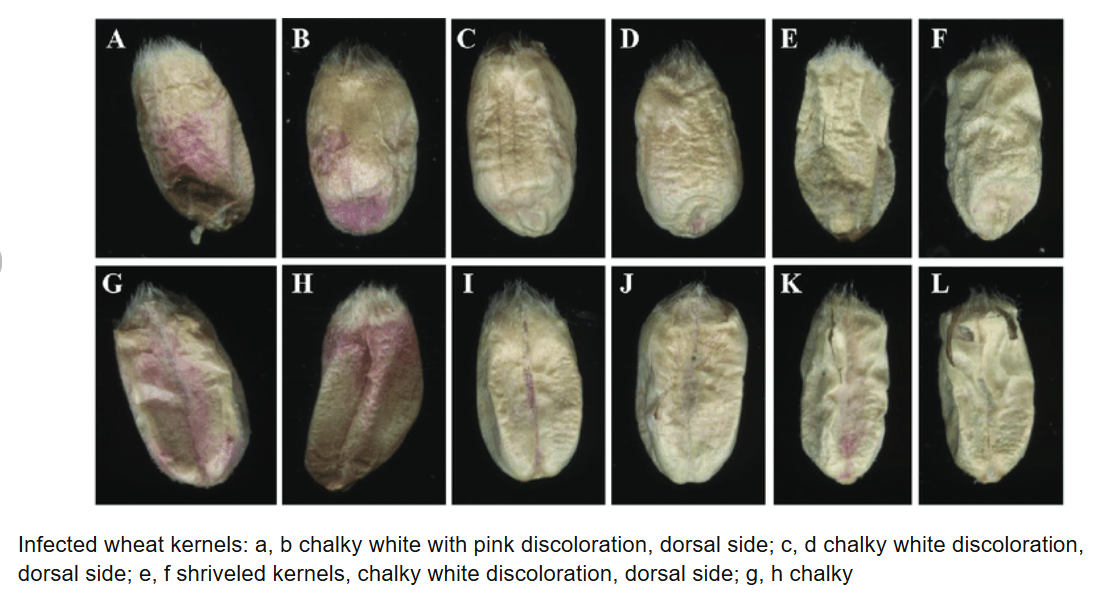 A B C D E F
G H I J K L
Infected wheat kernels: a, b chalky white with pink discoloration, dorsal side; c, d chalky white discoloration,
dorsal side; e, f shriveled kernels, chalky white discoloration, dorsal side; g, h chalky